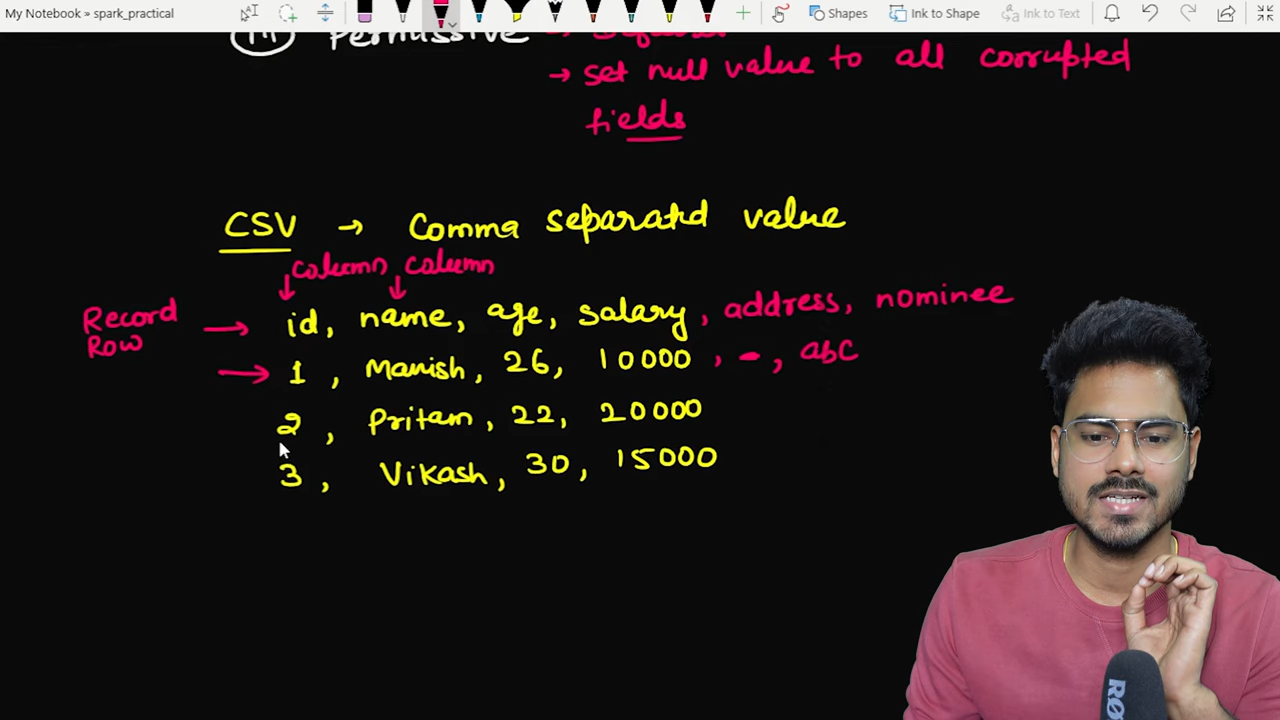 My Notebook » spark_practical
Shapes
Ink to Shape
Ink to Text
(iii) Permissive →
→ set null value to all corrupted
fields
CSV → Comma separated value
column column
Record → id, name, age, salary, address, nominee
Row
→ 1, Manish, 26, 10000, -, abc
2, Pritam, 22, 20000
3, Vikash, 30, 15000